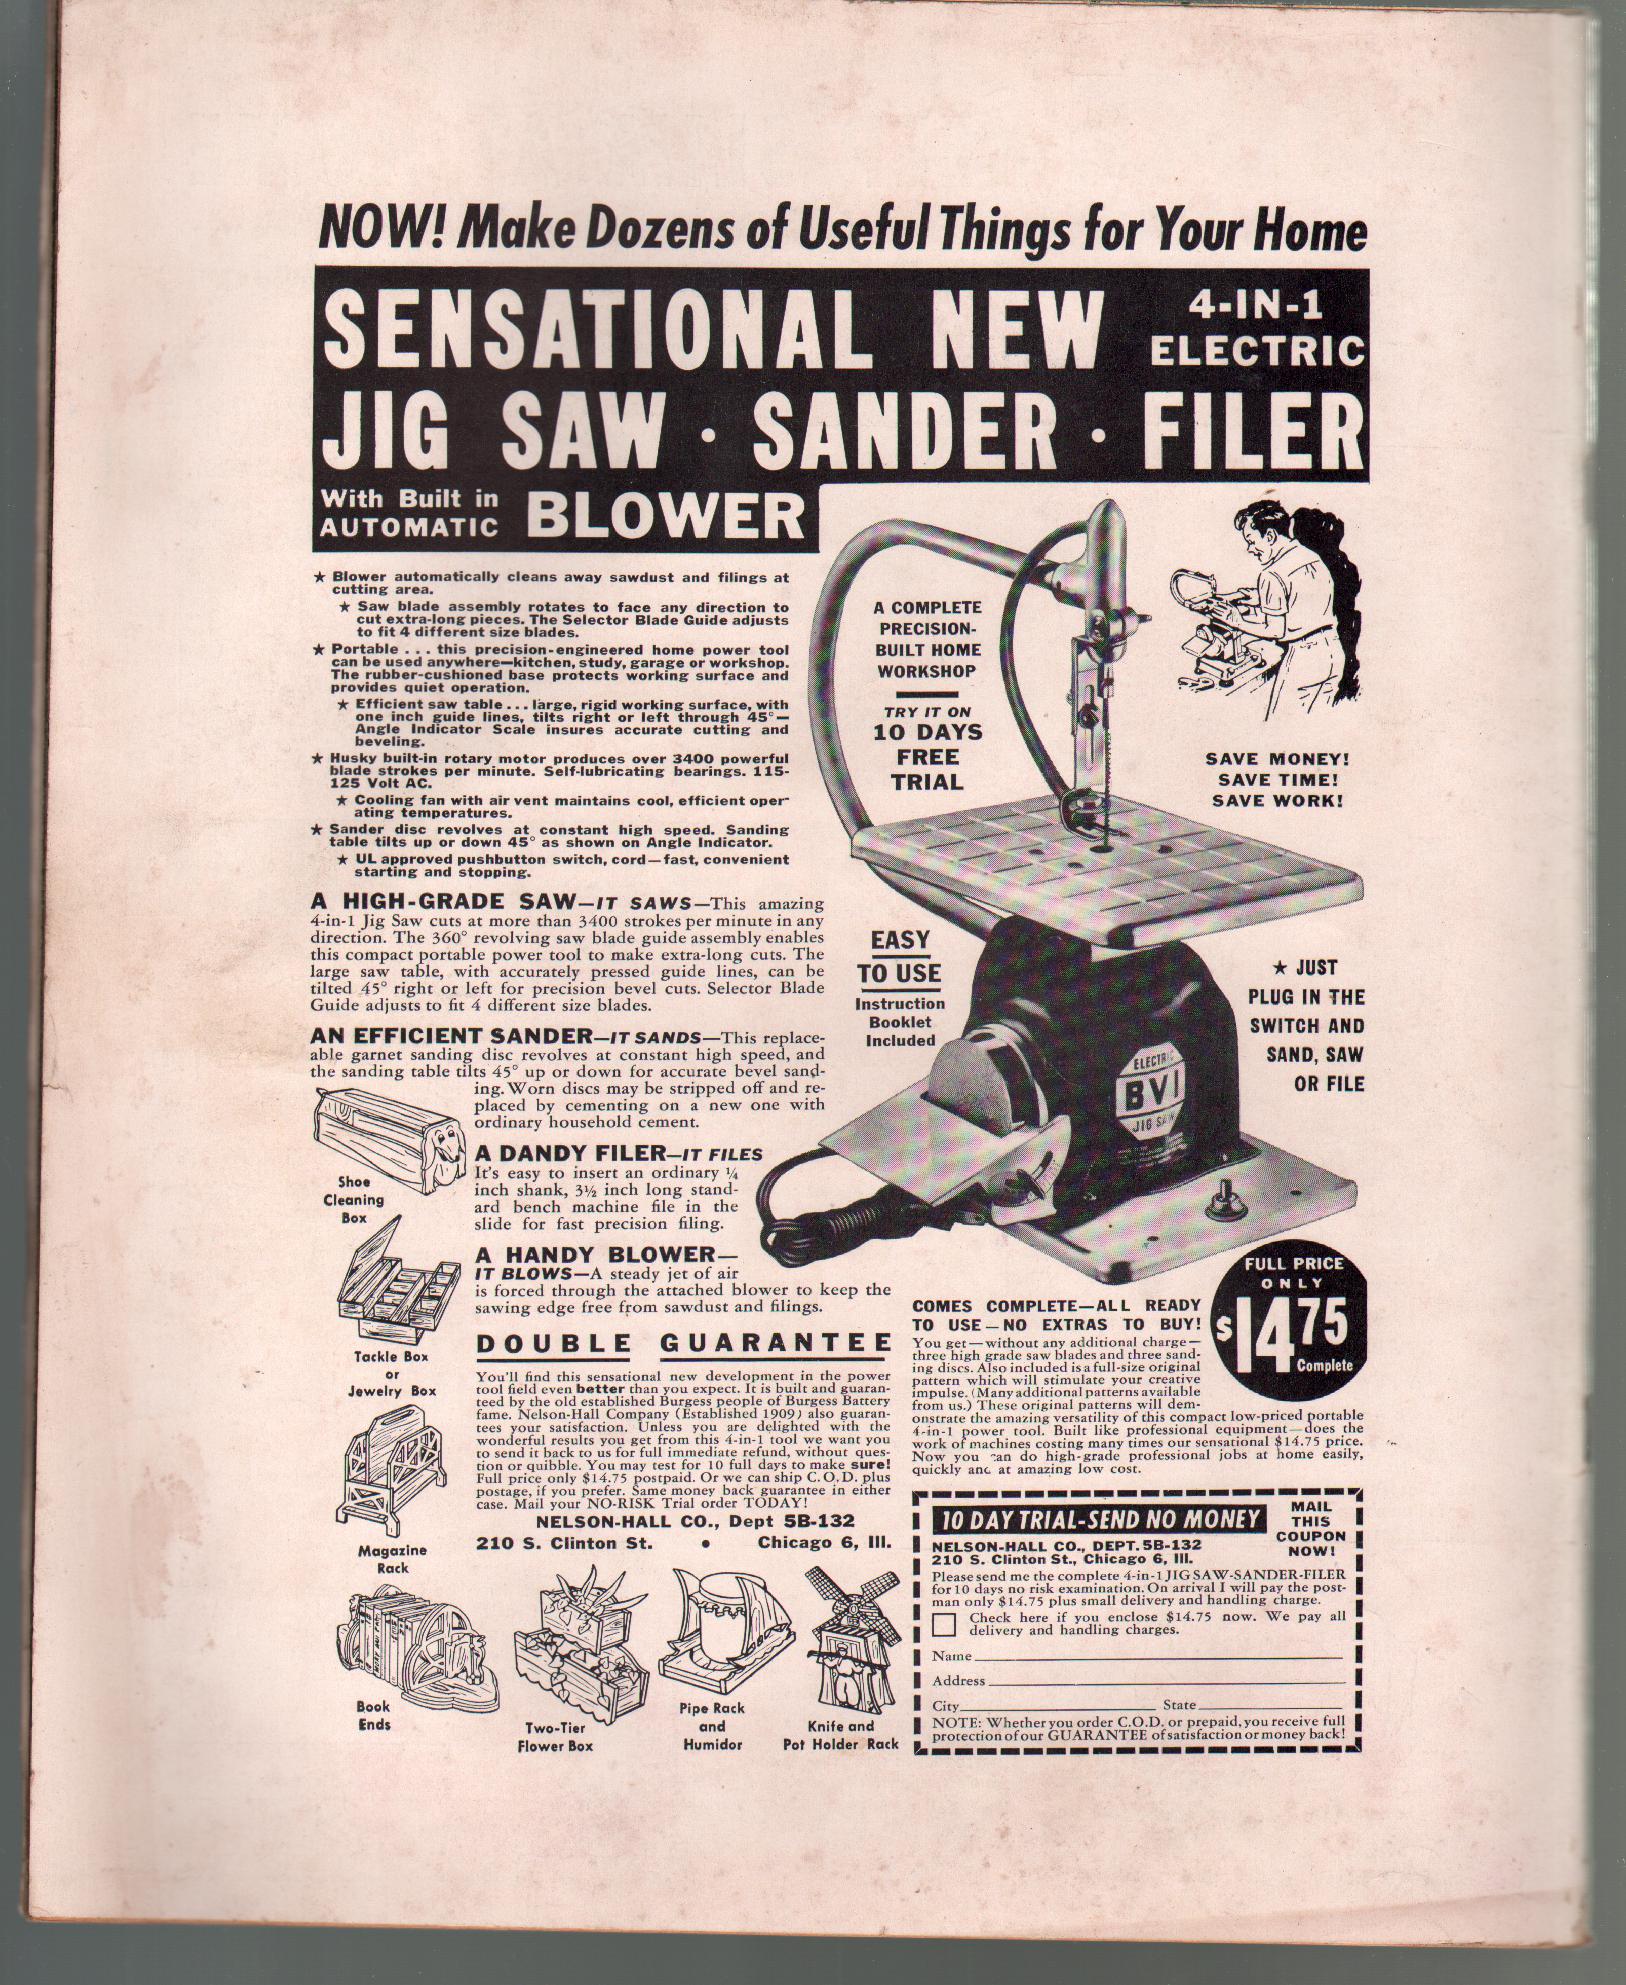 NOW! Make Dozens of Useful Things for Your Home
SENSATIONAL NEW 4-IN-1 ELECTRIC
JIG SAW · SANDER · FILER
With Built in AUTOMATIC BLOWER
★ Blower automatically cleans away sawdust and filings at
cutting area.
★ Saw blade assembly rotates to face any direction to
cut extra-long pieces. The Selector Blade Guide adjusts
to fit 4 different size blades.
★ Portable . . . this precision-engineered home power tool
can be used anywhere—kitchen, study, garage or workshop.
The rubber-cushioned base protects working surface and
provides quiet operation.
★ Efficient saw table . . . large, rigid working surface, with
one inch guide lines, tilts right or left through 45°—
Angle Indicator Scale insures accurate cutting and
beveling.
★ Husky built-in rotary motor produces over 3400 powerful
blade strokes per minute. Self-lubricating bearings. 115-
125 Volt AC.
★ Cooling fan with air vent maintains cool, efficient oper-
ating temperatures.
★ Sander disc revolves at constant high speed. Sanding
table tilts up or down 45° as shown on Angle Indicator.
★ UL approved pushbutton switch, cord—fast, convenient
starting and stopping.
A COMPLETE
PRECISION-
BUILT HOME
WORKSHOP
TRY IT ON
10 DAYS
FREE
TRIAL
SAVE MONEY!
SAVE TIME!
SAVE WORK!
A HIGH-GRADE SAW—IT SAWS—This amazing
4-in-1 Jig Saw cuts at more than 3400 strokes per minute in any
direction. The 360° revolving saw blade guide assembly enables
this compact portable power tool to make extra-long cuts. The
large saw table, with accurately pressed guide lines, can be
tilted 45° right or left for precision bevel cuts. Selector Blade
Guide adjusts to fit 4 different size blades.
EASY
TO USE
Instruction
Booklet
Included
★ JUST
PLUG IN THE
SWITCH AND
SAND, SAW
OR FILE
ELECTRIC
BVI
JIG SAW
AN EFFICIENT SANDER—IT SANDS—This replace-
able garnet sanding disc revolves at constant high speed, and
the sanding table tilts 45° up or down for accurate bevel sand-
ing. Worn discs may be stripped off and re-
placed by cementing on a new one with
ordinary household cement.
Shoe
Cleaning
Box
A DANDY FILER—IT FILES
It's easy to insert an ordinary ¼
inch shank, 3½ inch long stand-
ard bench machine file in the
slide for fast precision filing.
A HANDY BLOWER—
IT BLOWS—A steady jet of air
is forced through the attached blower to keep the
sawing edge free from sawdust and filings.
Tackle Box
or
Jewelry Box
DOUBLE GUARANTEE
You'll find this sensational new development in the power
tool field even better than you expect. It is built and guaran-
teed by the old established Burgess people of Burgess Battery
fame. Nelson-Hall Company (Established 1909) also guaran-
tees your satisfaction. Unless you are delighted with the
wonderful results you get from this 4-in-1 tool we want you
to send it back to us for full immediate refund, without ques-
tion or quibble. You may test for 10 full days to make sure!
Full price only $14.75 postpaid. Or we can ship C.O.D. plus
postage, if you prefer. Same money back guarantee in either
case. Mail your NO-RISK Trial order TODAY!
NELSON-HALL CO., Dept 5B-132
210 S. Clinton St. • Chicago 6, Ill.
Magazine
Rack
Book
Ends
Two-Tier
Flower Box
Pipe Rack
and
Humidor
Knife and
Pot Holder Rack
FULL PRICE
ONLY
$14.75
Complete
COMES COMPLETE—ALL READY
TO USE—NO EXTRAS TO BUY!
You get—without any additional charge—
three high grade saw blades and three sand-
ing discs. Also included is a full-size original
pattern which will stimulate your creative
impulse. (Many additional patterns available
from us.) These original patterns will dem-
onstrate the amazing versatility of this compact low-priced portable
4-in-1 power tool. Built like professional equipment—does the
work of machines costing many times our sensational $14.75 price.
Now you can do high-grade professional jobs at home easily,
quickly and at amazing low cost.
10 DAY TRIAL-SEND NO MONEY
MAIL
THIS
COUPON
NOW!
NELSON-HALL CO., DEPT. 5B-132
210 S. Clinton St., Chicago 6, Ill.
Please send me the complete 4-in-1 JIG SAW-SANDER-FILER
for 10 days no risk examination. On arrival I will pay the post-
man only $14.75 plus small delivery and handling charge.
Check here if you enclose $14.75 now. We pay all
delivery and handling charges.
Name
Address
City State
NOTE: Whether you order C.O.D. or prepaid, you receive full
protection of our GUARANTEE of satisfaction or money back!